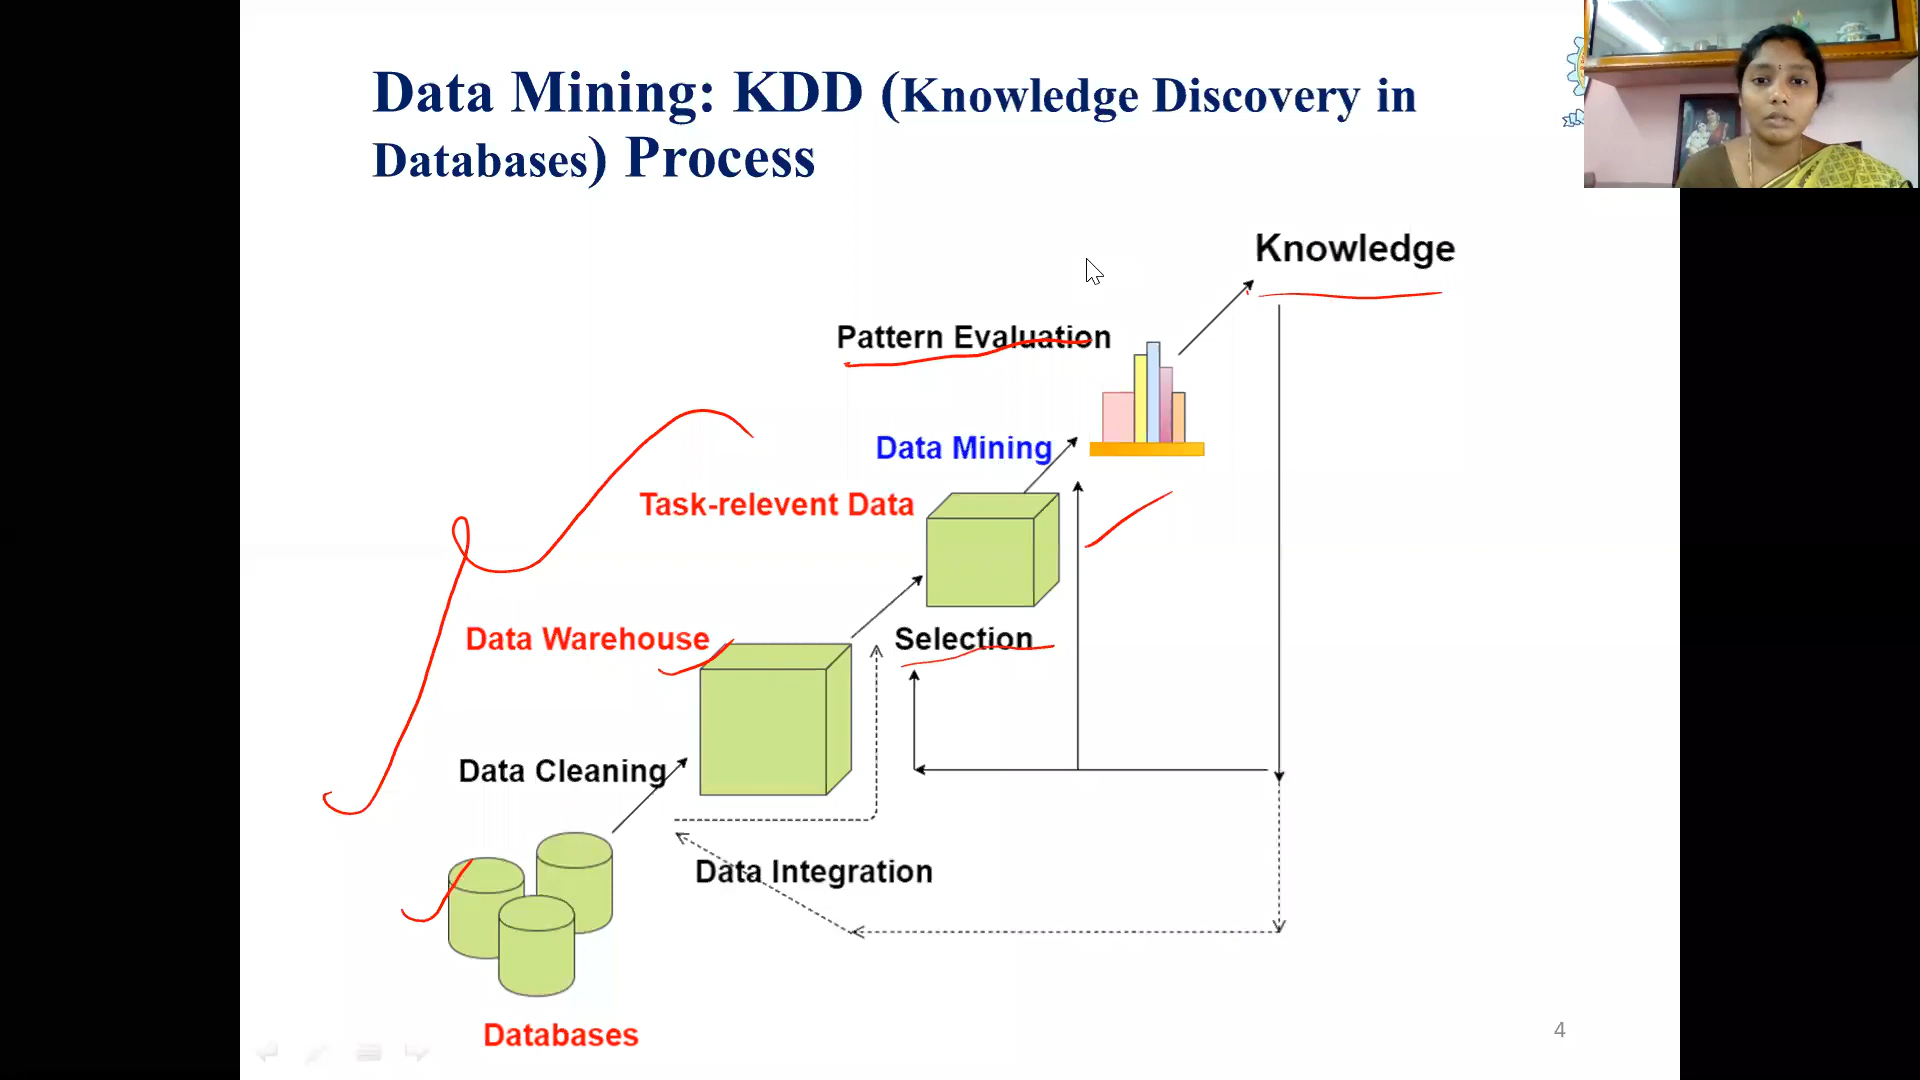 Data Mining: KDD (Knowledge Discovery in
Databases) Process
Knowledge
Pattern Evaluation
Data Mining
Task-relevent Data
Data Warehouse
Selection
Data Cleaning
Data Integration
Databases
4